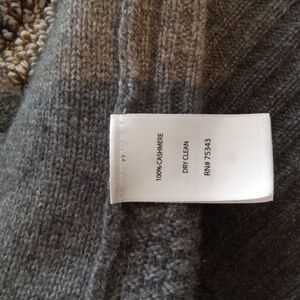 100% CASHMERE
DRY CLEAN
RN# 75343